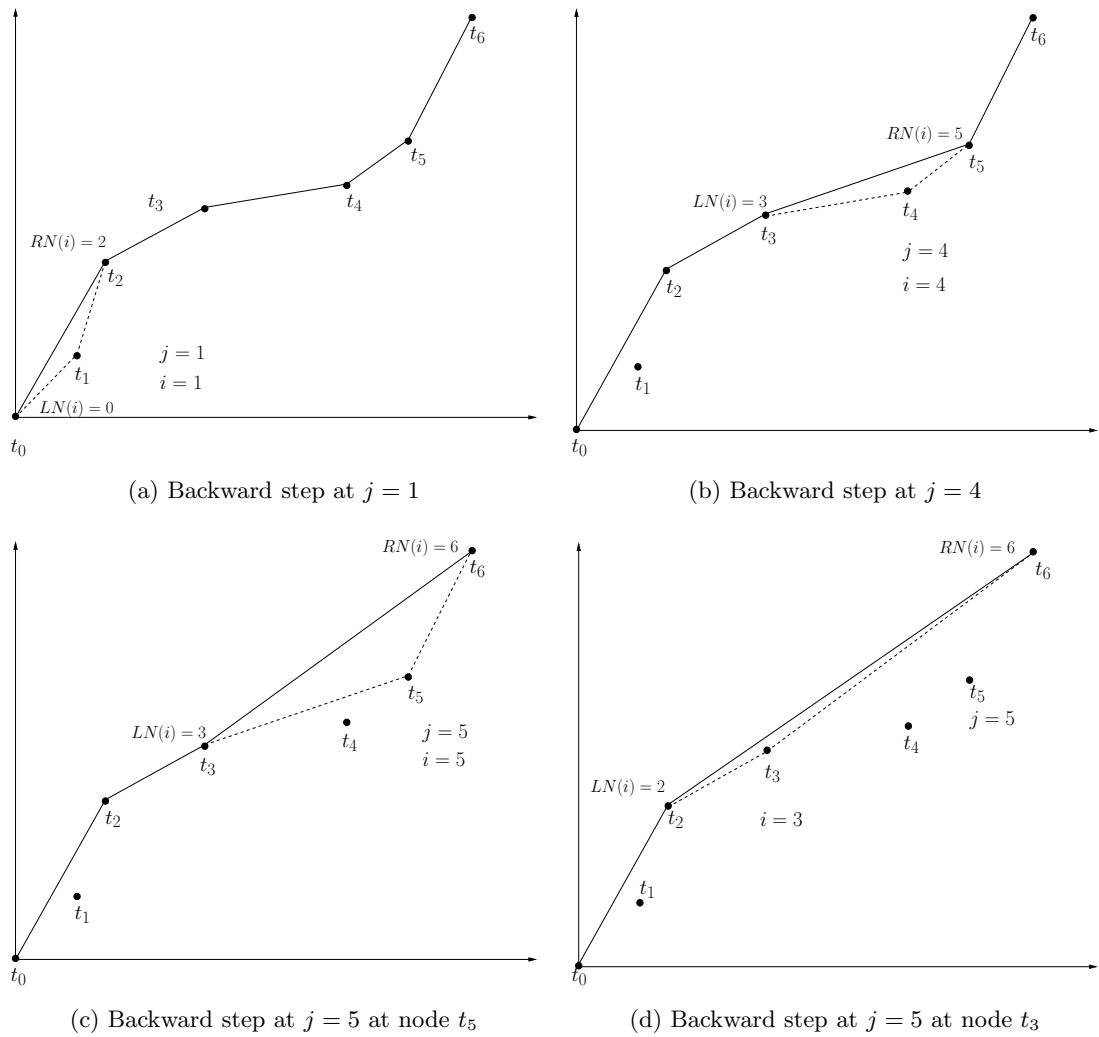 t₆
t₅
t₃
t₄
RN(i) = 2
t₂
j = 1
t₁
i = 1
LN(i) = 0
t₀
(a) Backward step at j = 1
t₆
RN(i) = 5
t₅
LN(i) = 3
t₄
t₃
j = 4
t₂
i = 4
t₁
t₀
(b) Backward step at j = 4
RN(i) = 6
t₆
t₅
LN(i) = 3
j = 5
t₄
i = 5
t₃
t₂
t₁
t₀
(c) Backward step at j = 5 at node t₅
RN(i) = 6
t₆
t₅
j = 5
t₄
t₃
LN(i) = 2
t₂
i = 3
t₁
t₀
(d) Backward step at j = 5 at node t₃